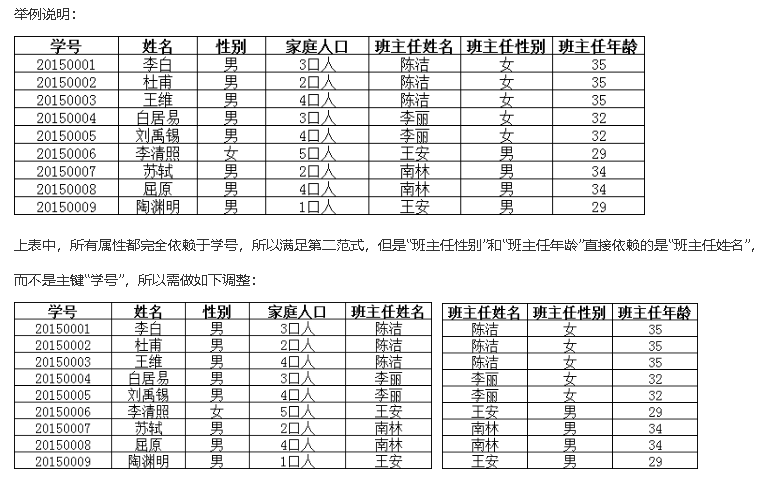 举例说明：
学号 姓名 性别 家庭人口 班主任姓名 班主任性别 班主任年龄
20150001 李白 男 3口人 陈洁 女 35
20150002 杜甫 男 2口人 陈洁 女 35
20150003 王维 男 4口人 陈洁 女 35
20150004 白居易 男 3口人 李丽 女 32
20150005 刘禹锡 男 4口人 李丽 女 32
20150006 李清照 女 5口人 王安 男 29
20150007 苏轼 男 2口人 南林 男 34
20150008 屈原 男 4口人 南林 男 34
20150009 陶渊明 男 1口人 王安 男 29
上表中，所有属性都完全依赖于学号，所以满足第二范式，但是“班主任性别”和“班主任年龄”直接依赖的是“班主任姓名”，
而不是主键“学号”，所以需做如下调整：
学号 姓名 性别 家庭人口 班主任姓名 班主任姓名 班主任性别 班主任年龄
20150001 李白 男 3口人 陈洁 陈洁 女 35
20150002 杜甫 男 2口人 陈洁 陈洁 女 35
20150003 王维 男 4口人 陈洁 陈洁 女 35
20150004 白居易 男 3口人 李丽 李丽 女 32
20150005 刘禹锡 男 4口人 李丽 李丽 女 32
20150006 李清照 女 5口人 王安 王安 男 29
20150007 苏轼 男 2口人 南林 南林 男 34
20150008 屈原 男 4口人 南林 南林 男 34
20150009 陶渊明 男 1口人 王安 王安 男 29